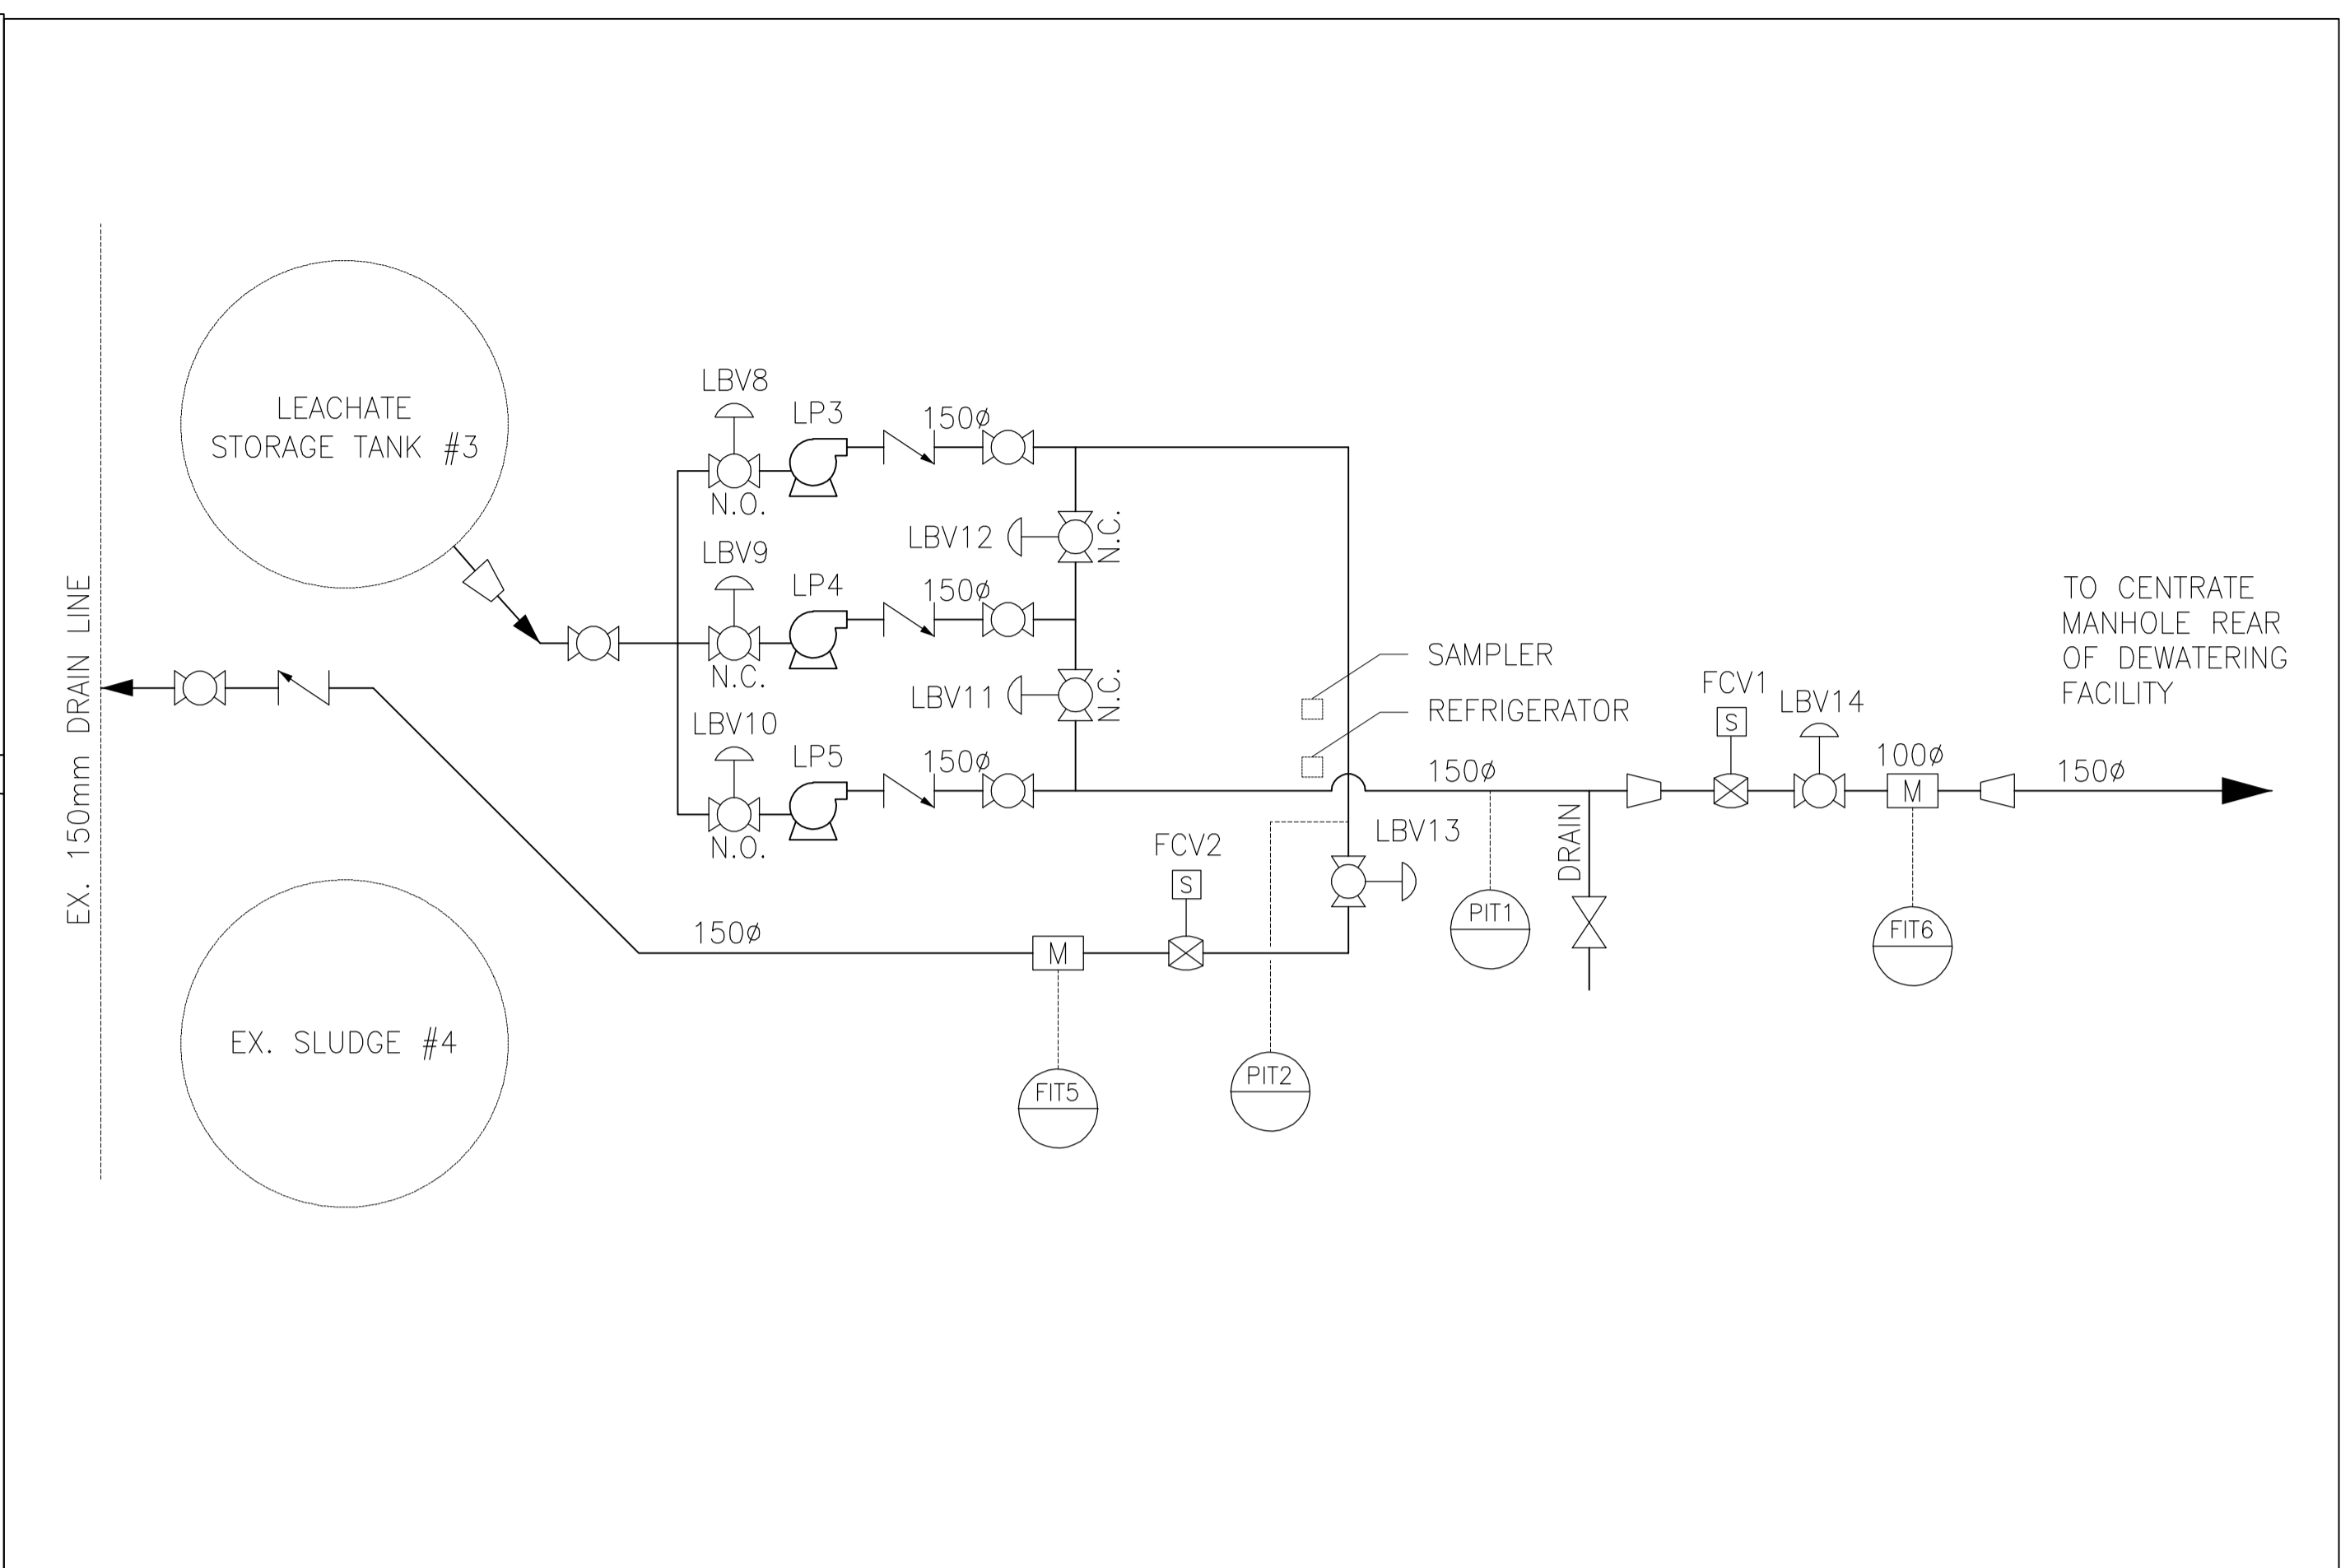 LEACHATE
STORAGE TANK #3
EX. 150mm DRAIN LINE
EX. SLUDGE #4
LBV8
N.O.
LP3
150ø
LBV12
N.C.
LBV9
N.C.
LP4
150ø
LBV11
N.C.
LBV10
N.O.
LP5
150ø
SAMPLER
REFRIGERATOR
150ø
FCV1
S
LBV14
100ø
M
150ø
TO CENTRATE
MANHOLE REAR
OF DEWATERING
FACILITY
DRAIN
LBV13
FCV2
S
150ø
M
PIT1
FIT6
FIT5
PIT2